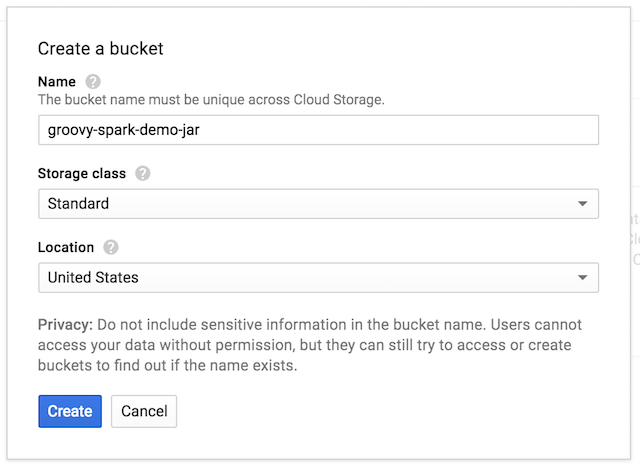 Create a bucket
Name ?
The bucket name must be unique across Cloud Storage.
groovy-spark-demo-jar
Storage class ?
Standard
Location ?
United States
Privacy: Do not include sensitive information in the bucket name. Users cannot
access your data without permission, but they can still try to access or create
buckets to find out if the name exists.
Create Cancel